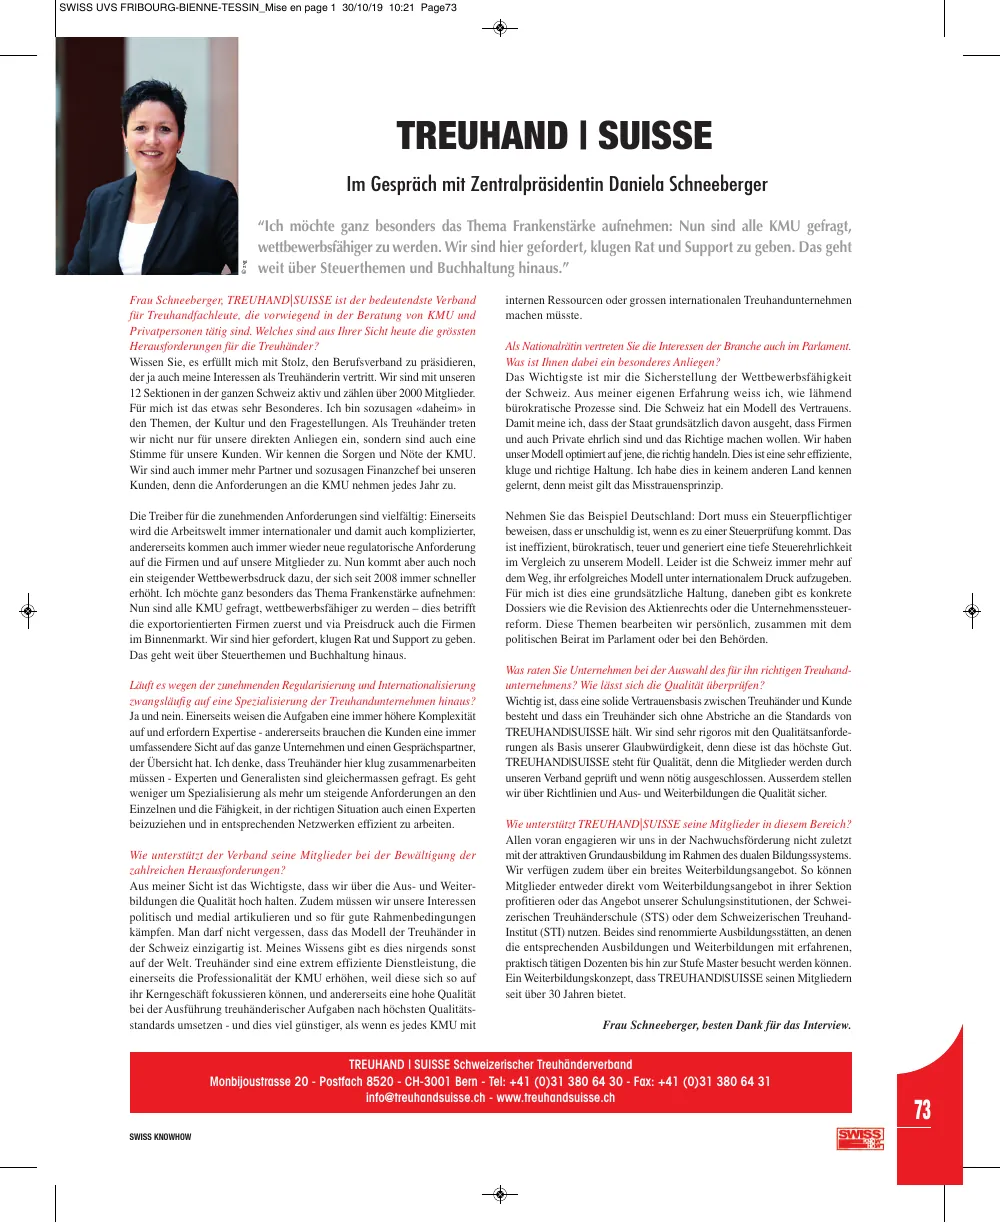 SWISS UVS FRIBOURG-BIENNE-TESSIN_Mise en page 1 30/10/19 10:21 Page73
TREUHAND | SUISSE
Im Gespräch mit Zentralpräsidentin Daniela Schneeberger
“Ich möchte ganz besonders das Thema Frankenstärke aufnehmen: Nun sind alle KMU gefragt,
wettbewerbsfähiger zu werden. Wir sind hier gefordert, klugen Rat und Support zu geben. Das geht
weit über Steuerthemen und Buchhaltung hinaus.”
Frau Schneeberger, TREUHAND|SUISSE ist der bedeutendste Verband
für Treuhandfachleute, die vorwiegend in der Beratung von KMU und
Privatpersonen tätig sind. Welches sind aus Ihrer Sicht heute die grössten
Herausforderungen für die Treuhänder?
Wissen Sie, es erfüllt mich mit Stolz, den Berufsverband zu präsidieren,
der ja auch meine Interessen als Treuhänderin vertritt. Wir sind mit unseren
12 Sektionen in der ganzen Schweiz aktiv und zählen über 2000 Mitglieder.
Für mich ist das etwas sehr Besonderes. Ich bin sozusagen «daheim» in
den Themen, der Kultur und den Fragestellungen. Als Treuhänder treten
wir nicht nur für unsere direkten Anliegen ein, sondern sind auch eine
Stimme für unsere Kunden. Wir kennen die Sorgen und Nöte der KMU.
Wir sind auch immer mehr Partner und sozusagen Finanzchef bei unseren
Kunden, denn die Anforderungen an die KMU nehmen jedes Jahr zu.
Die Treiber für die zunehmenden Anforderungen sind vielfältig: Einerseits
wird die Arbeitswelt immer internationaler und damit auch komplizierter,
andererseits kommen auch immer wieder neue regulatorische Anforderung
auf die Firmen und auf unsere Mitglieder zu. Nun kommt aber auch noch
ein steigender Wettbewerbsdruck dazu, der sich seit 2008 immer schneller
erhöht. Ich möchte ganz besonders das Thema Frankenstärke aufnehmen:
Nun sind alle KMU gefragt, wettbewerbsfähiger zu werden – dies betrifft
die exportorientierten Firmen zuerst und via Preisdruck auch die Firmen
im Binnenmarkt. Wir sind hier gefordert, klugen Rat und Support zu geben.
Das geht weit über Steuerthemen und Buchhaltung hinaus.
Läuft es wegen der zunehmenden Regularisierung und Internationalisierung
zwangsläufig auf eine Spezialisierung der Treuhandunternehmen hinaus?
Ja und nein. Einerseits weisen die Aufgaben eine immer höhere Komplexität
auf und erfordern Expertise - andererseits brauchen die Kunden eine immer
umfassendere Sicht auf das ganze Unternehmen und einen Gesprächspartner,
der Übersicht hat. Ich denke, dass Treuhänder hier klug zusammenarbeiten
müssen - Experten und Generalisten sind gleichermassen gefragt. Es geht
weniger um Spezialisierung als mehr um steigende Anforderungen an den
Einzelnen und die Fähigkeit, in der richtigen Situation auch einen Experten
beizuziehen und in entsprechenden Netzwerken effizient zu arbeiten.
Wie unterstützt der Verband seine Mitglieder bei der Bewältigung der
zahlreichen Herausforderungen?
Aus meiner Sicht ist das Wichtigste, dass wir über die Aus- und Weiter-
bildungen die Qualität hoch halten. Zudem müssen wir unsere Interessen
politisch und medial artikulieren und so für gute Rahmenbedingungen
kämpfen. Man darf nicht vergessen, dass das Modell der Treuhänder in
der Schweiz einzigartig ist. Meines Wissens gibt es dies nirgends sonst
auf der Welt. Treuhänder sind eine extrem effiziente Dienstleistung, die
einerseits die Professionalität der KMU erhöhen, weil diese sich so auf
ihr Kerngeschäft fokussieren können, und andererseits eine hohe Qualität
bei der Ausführung treuhänderischer Aufgaben nach höchsten Qualitäts-
standards umsetzen - und dies viel günstiger, als wenn es jedes KMU mit
internen Ressourcen oder grossen internationalen Treuhandunternehmen
machen müsste.
Als Nationalrätin vertreten Sie die Interessen der Branche auch im Parlament.
Was ist Ihnen dabei ein besonderes Anliegen?
Das Wichtigste ist mir die Sicherstellung der Wettbewerbsfähigkeit
der Schweiz. Aus meiner eigenen Erfahrung weiss ich, wie lähmend
bürokratische Prozesse sind. Die Schweiz hat ein Modell des Vertrauens.
Damit meine ich, dass der Staat grundsätzlich davon ausgeht, dass Firmen
und auch Private ehrlich sind und das Richtige machen wollen. Wir haben
unser Modell optimiert auf jene, die richtig handeln. Dies ist eine sehr effiziente,
kluge und richtige Haltung. Ich habe dies in keinem anderen Land kennen
gelernt, denn meist gilt das Misstrauensprinzip.
Nehmen Sie das Beispiel Deutschland: Dort muss ein Steuerpflichtiger
beweisen, dass er unschuldig ist, wenn es zu einer Steuerprüfung kommt. Das
ist ineffizient, bürokratisch, teuer und generiert eine tiefe Steuerehrlichkeit
im Vergleich zu unserem Modell. Leider ist die Schweiz immer mehr auf
dem Weg, ihr erfolgreiches Modell unter internationalem Druck aufzugeben.
Für mich ist dies eine grundsätzliche Haltung, daneben gibt es konkrete
Dossiers wie die Revision des Aktienrechts oder die Unternehmenssteuer-
reform. Diese Themen bearbeiten wir persönlich, zusammen mit dem
politischen Beirat im Parlament oder bei den Behörden.
Was raten Sie Unternehmen bei der Auswahl des für ihn richtigen Treuhand-
unternehmens? Wie lässt sich die Qualität überprüfen?
Wichtig ist, dass eine solide Vertrauensbasis zwischen Treuhänder und Kunde
besteht und dass ein Treuhänder sich ohne Abstriche an die Standards von
TREUHAND|SUISSE hält. Wir sind sehr rigoros mit den Qualitätsanforde-
rungen als Basis unserer Glaubwürdigkeit, denn diese ist das höchste Gut.
TREUHAND|SUISSE steht für Qualität, denn die Mitglieder werden durch
unseren Verband geprüft und wenn nötig ausgeschlossen. Ausserdem stellen
wir über Richtlinien und Aus- und Weiterbildungen die Qualität sicher.
Wie unterstützt TREUHAND|SUISSE seine Mitglieder in diesem Bereich?
Allen voran engagieren wir uns in der Nachwuchsförderung nicht zuletzt
mit der attraktiven Grundausbildung im Rahmen des dualen Bildungssystems.
Wir verfügen zudem über ein breites Weiterbildungsangebot. So können
Mitglieder entweder direkt vom Weiterbildungsangebot in ihrer Sektion
profitieren oder das Angebot unserer Schulungsinstitutionen, der Schwei-
zerischen Treuhänderschule (STS) oder dem Schweizerischen Treuhand-
Institut (STI) nutzen. Beides sind renommierte Ausbildungsstätten, an denen
die entsprechenden Ausbildungen und Weiterbildungen mit erfahrenen,
praktisch tätigen Dozenten bis hin zur Stufe Master besucht werden können.
Ein Weiterbildungskonzept, dass TREUHAND|SUISSE seinen Mitgliedern
seit über 30 Jahren bietet.
Frau Schneeberger, besten Dank für das Interview.
TREUHAND | SUISSE Schweizerischer Treuhänderverband
Monbijoustrasse 20 - Postfach 8520 - CH-3001 Bern - Tel: +41 (0)31 380 64 30 - Fax: +41 (0)31 380 64 31
info@treuhandsuisse.ch - www.treuhandsuisse.ch
73
SWISS KNOWHOW
SWISS